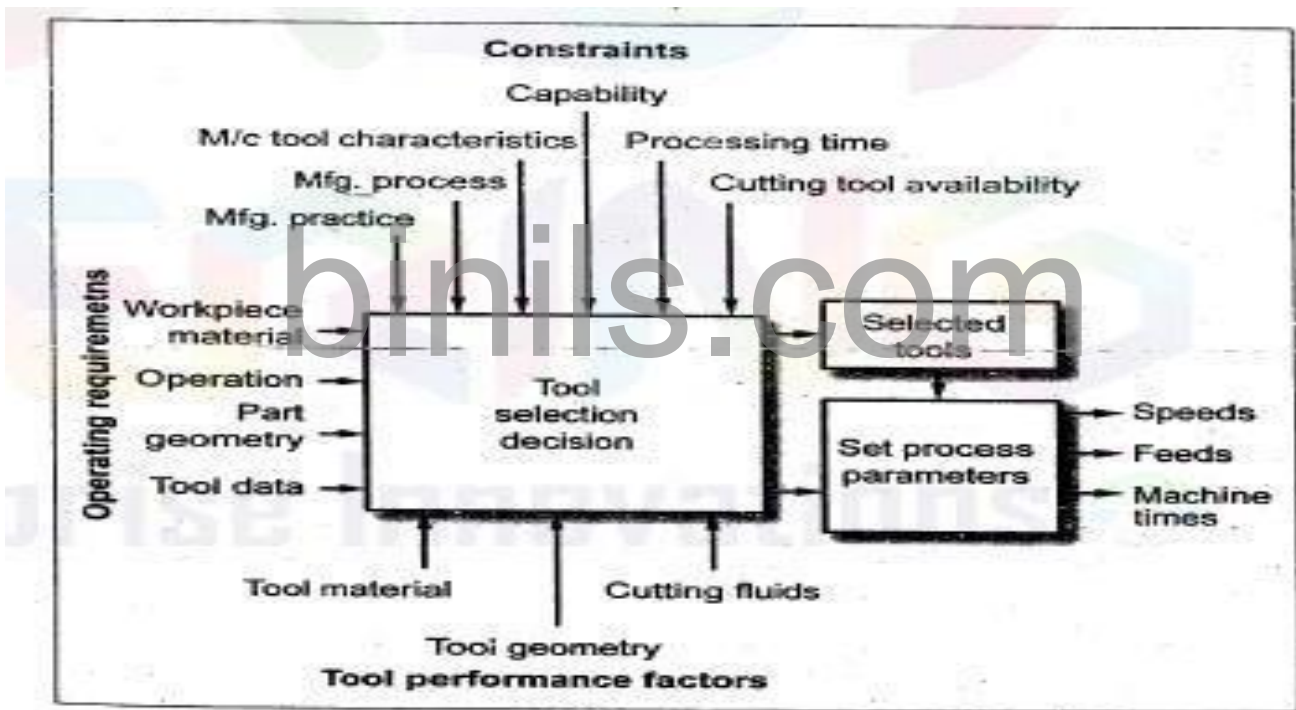 Constraints
Capability
M/c tool characteristics
Processing time
Mfg. process
Cutting tool availability
Mfg. practice
binils.com
Operating requiremetns
Workpiece
material
Operation
Part
geometry
Tool data
Tool
selection
decision
Selected
tools
Set process
parameters
Speeds
Feeds
Machine
times
Tool material
Cutting fluids
Tool geometry
Tool performance factors